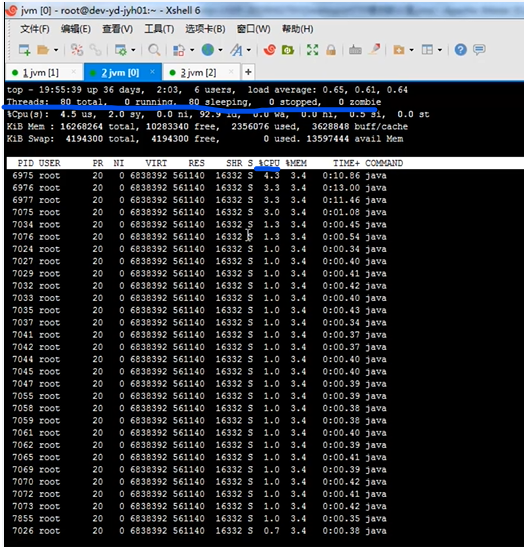 jvm [0] - root@dev-yd-jyh01:~ - Xshell 6
文件(F) 编辑(E) 查看(V) 工具(T) 选项卡(B) 窗口(W) 帮助(H)
1 jvm [1] × 2 jvm [0] × 3 jvm [2] × +
top - 19:55:39 up 36 days, 2:03, 6 users, load average: 0.65, 0.61, 0.64
Threads: 80 total, 0 running, 80 sleeping, 0 stopped, 0 zombie
%Cpu(s): 4.5 us, 2.0 sy, 0.0 ni, 92.9 id, 0.0 wa, 0.0 hi, 0.5 si, 0.0 st
KiB Mem : 16268264 total, 10283340 free, 2356076 used, 3628848 buff/cache
KiB Swap: 4194300 total, 4194300 free, 0 used. 13597444 avail Mem
PID USER PR NI VIRT RES SHR S %CPU %MEM TIME+ COMMAND
6975 root 20 0 6838392 561140 16332 S 4.3 3.4 0:10.86 java
6976 root 20 0 6838392 561140 16332 S 3.3 3.4 0:13.00 java
6977 root 20 0 6838392 561140 16332 S 3.3 3.4 0:11.46 java
7075 root 20 0 6838392 561140 16332 S 3.0 3.4 0:01.08 java
7034 root 20 0 6838392 561140 16332 S 1.3 3.4 0:00.45 java
7076 root 20 0 6838392 561140 16332 S 1.3 3.4 0:00.54 java
7024 root 20 0 6838392 561140 16332 S 1.0 3.4 0:00.34 java
7027 root 20 0 6838392 561140 16332 S 1.0 3.4 0:00.40 java
7029 root 20 0 6838392 561140 16332 S 1.0 3.4 0:00.41 java
7032 root 20 0 6838392 561140 16332 S 1.0 3.4 0:00.42 java
7033 root 20 0 6838392 561140 16332 S 1.0 3.4 0:00.40 java
7035 root 20 0 6838392 561140 16332 S 1.0 3.4 0:00.43 java
7037 root 20 0 6838392 561140 16332 S 1.0 3.4 0:00.34 java
7041 root 20 0 6838392 561140 16332 S 1.0 3.4 0:00.37 java
7042 root 20 0 6838392 561140 16332 S 1.0 3.4 0:00.37 java
7044 root 20 0 6838392 561140 16332 S 1.0 3.4 0:00.40 java
7045 root 20 0 6838392 561140 16332 S 1.0 3.4 0:00.40 java
7047 root 20 0 6838392 561140 16332 S 1.0 3.4 0:00.39 java
7055 root 20 0 6838392 561140 16332 S 1.0 3.4 0:00.39 java
7058 root 20 0 6838392 561140 16332 S 1.0 3.4 0:00.38 java
7059 root 20 0 6838392 561140 16332 S 1.0 3.4 0:00.38 java
7061 root 20 0 6838392 561140 16332 S 1.0 3.4 0:00.40 java
7062 root 20 0 6838392 561140 16332 S 1.0 3.4 0:00.39 java
7065 root 20 0 6838392 561140 16332 S 1.0 3.4 0:00.41 java
7069 root 20 0 6838392 561140 16332 S 1.0 3.4 0:00.39 java
7070 root 20 0 6838392 561140 16332 S 1.0 3.4 0:00.42 java
7072 root 20 0 6838392 561140 16332 S 1.0 3.4 0:00.41 java
7073 root 20 0 6838392 561140 16332 S 1.0 3.4 0:00.42 java
7855 root 20 0 6838392 561140 16332 S 1.0 3.4 0:00.35 java
7026 root 20 0 6838392 561140 16332 S 0.7 3.4 0:00.38 java